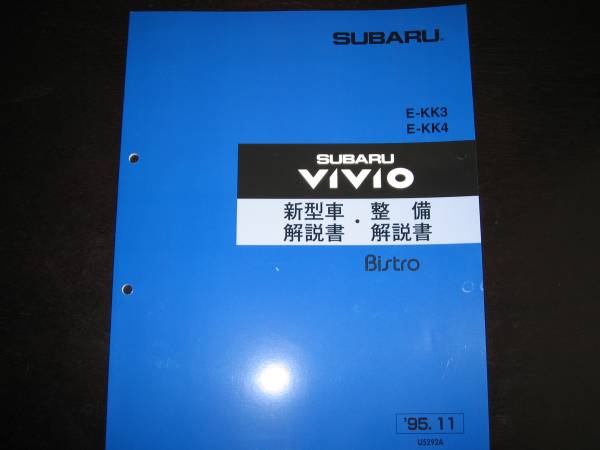 SUBARU
E-KK3
E-KK4
SUBARU
VIVIO
新型車・整備
解説書 解説書
Bistro
'95.11
U5292A